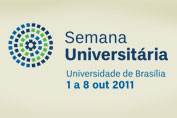 Semana
Universitária
Universidade de Brasília
1 a 8 out 2011